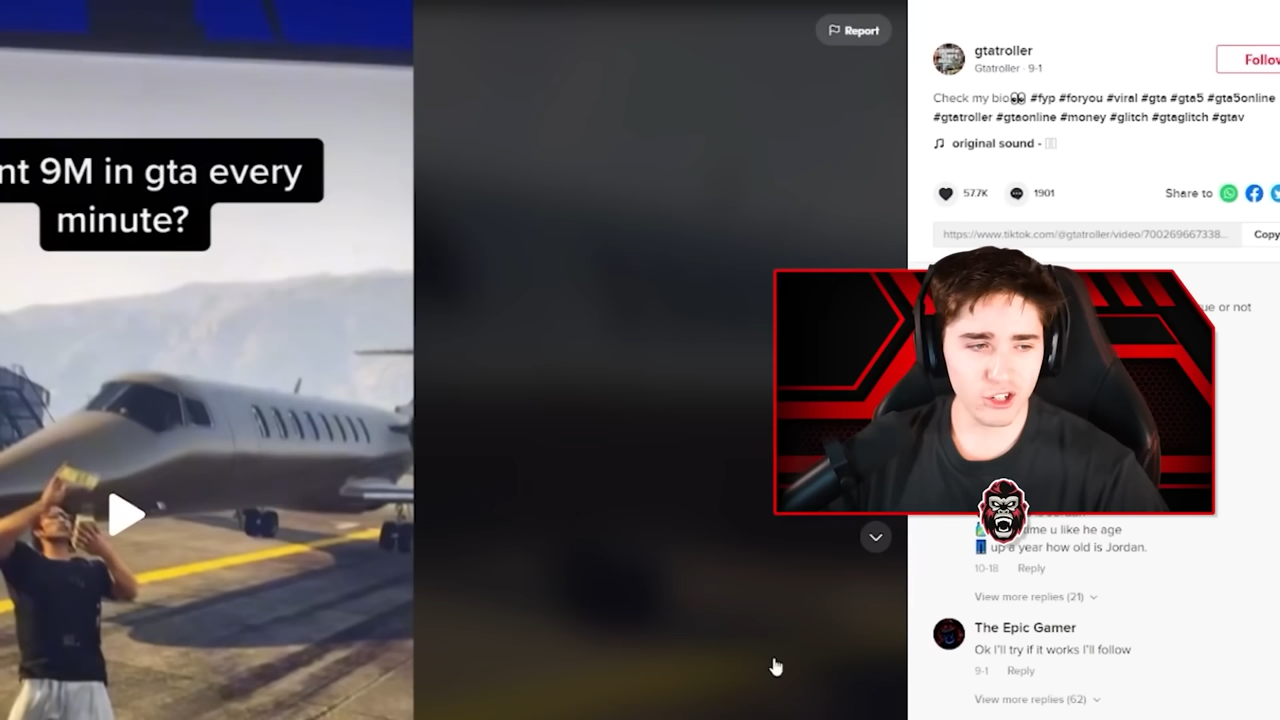 nt 9M in gta every
minute?
Report
gtatroller
Gtatroller · 9-1
Follow
Check my bio👀 #fyp #foryou #viral #gta #gta5 #gta5online
#gtatroller #gtaonline #money #glitch #gtaglitch #gtav
♫ original sound -
57.7K
1901
Share to
https://www.tiktok.com/@gtatroller/video/700269667338...
Copy
ue or not
me u like he age
up a year how old is Jordan.
10-18 Reply
View more replies (21)
The Epic Gamer
Ok I'll try if it works I'll follow
9-1 Reply
View more replies (62)